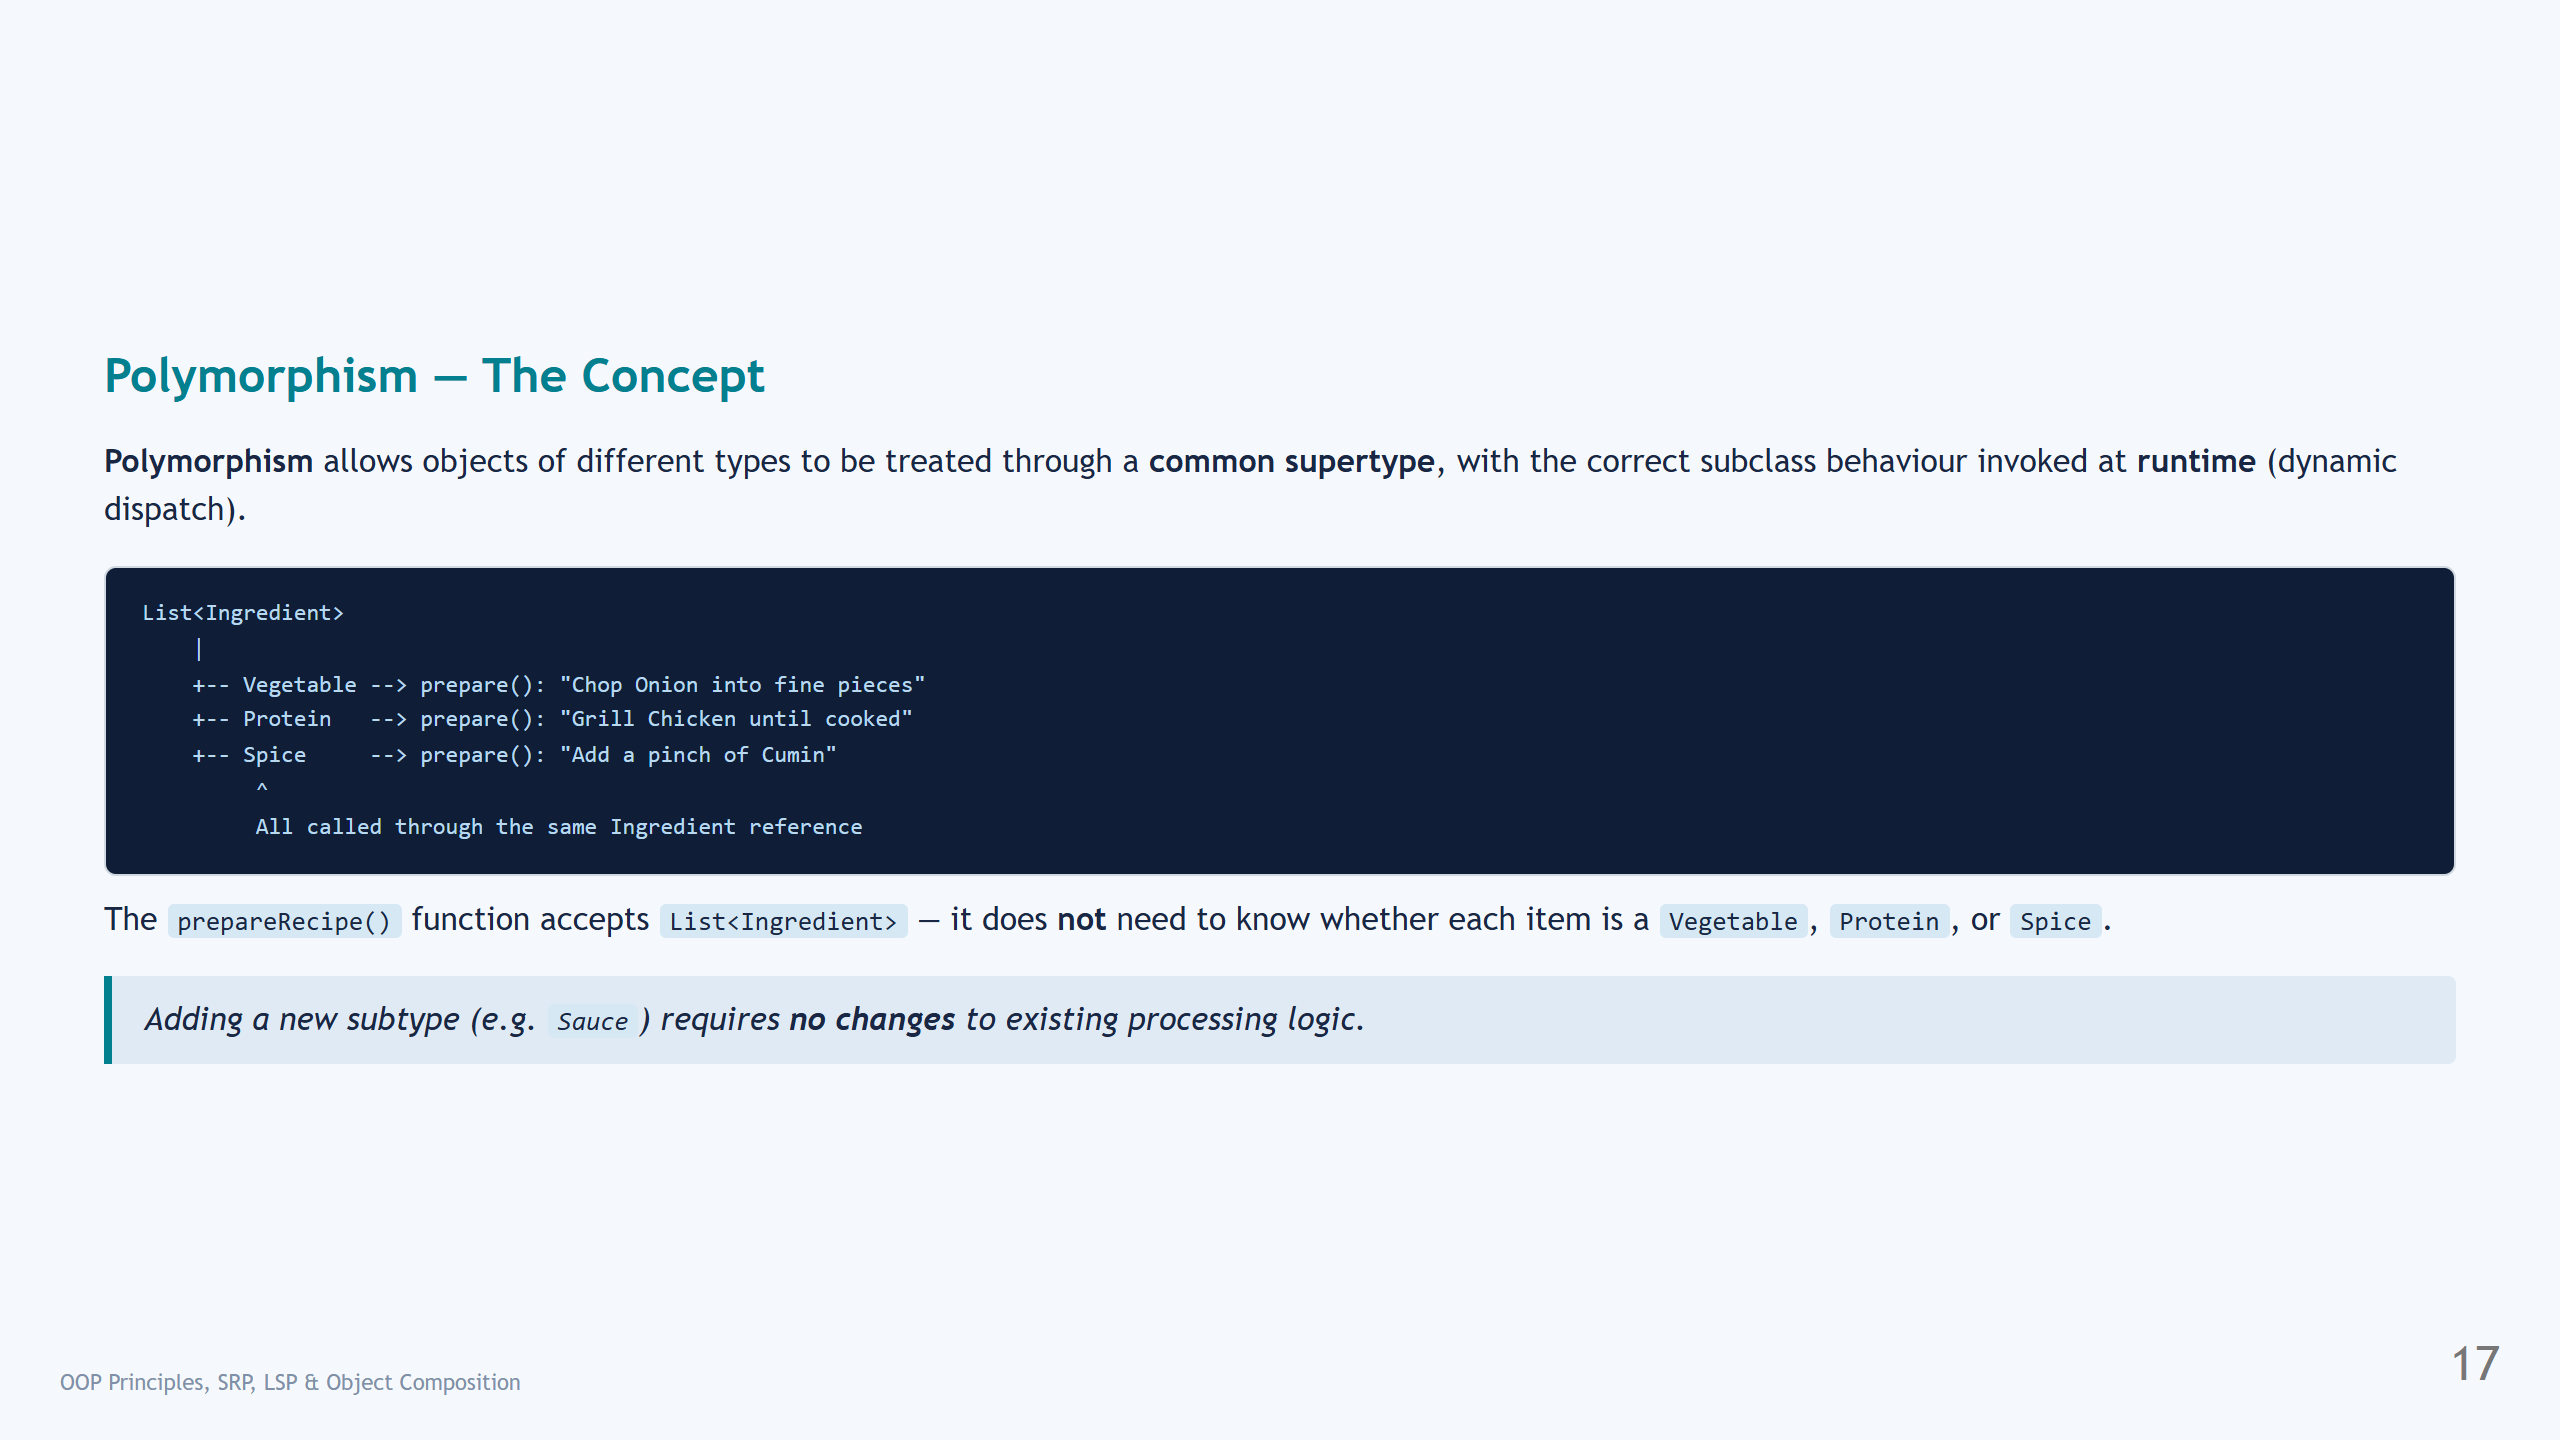 Polymorphism — The Concept
Polymorphism allows objects of different types to be treated through a common supertype, with the correct subclass behaviour invoked at runtime (dynamic
dispatch).
List<Ingredient>
    |
    +-- Vegetable --> prepare(): "Chop Onion into fine pieces"
    +-- Protein   --> prepare(): "Grill Chicken until cooked"
    +-- Spice     --> prepare(): "Add a pinch of Cumin"
         ^
         All called through the same Ingredient reference
The prepareRecipe() function accepts List<Ingredient> — it does not need to know whether each item is a Vegetable, Protein, or Spice.
Adding a new subtype (e.g. Sauce) requires no changes to existing processing logic.
OOP Principles, SRP, LSP & Object Composition
17